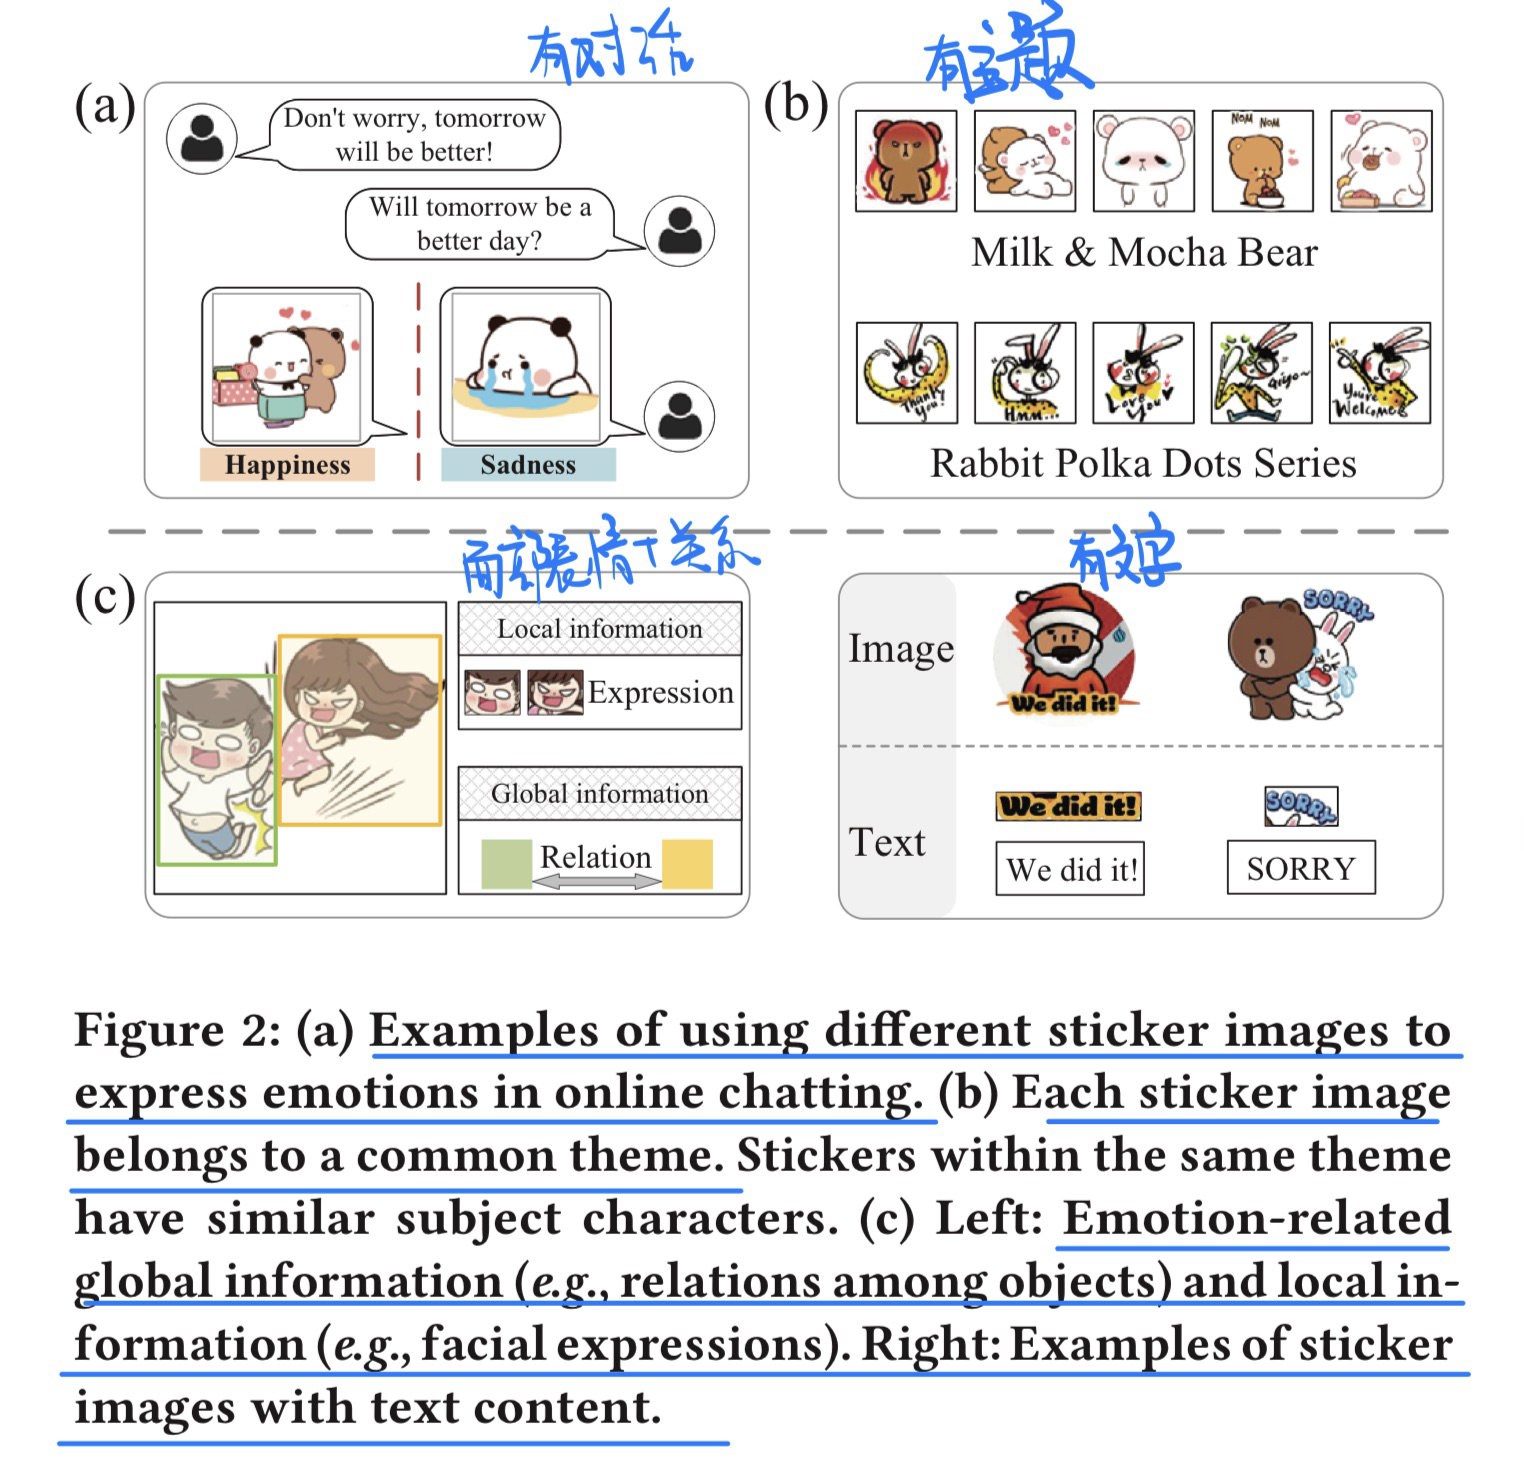 有对话
有主题
(a)
Don't worry, tomorrow
will be better!
Will tomorrow be a
better day?
Happiness
Sadness
(b)
NOM NOM
Milk & Mocha Bear
Thank
You!
Hmm...
Love
You
Giiyo~
You're
Welcome
Rabbit Polka Dots Series
面部表情+关系
有文字
(c)
Local information
Expression
Global information
Relation
Image
We did it!
SORRY
Text
We did it!
SORRY
We did it!
SORRY
Figure 2: (a) Examples of using different sticker images to
express emotions in online chatting. (b) Each sticker image
belongs to a common theme. Stickers within the same theme
have similar subject characters. (c) Left: Emotion-related
global information (e.g., relations among objects) and local in-
formation (e.g., facial expressions). Right: Examples of sticker
images with text content.